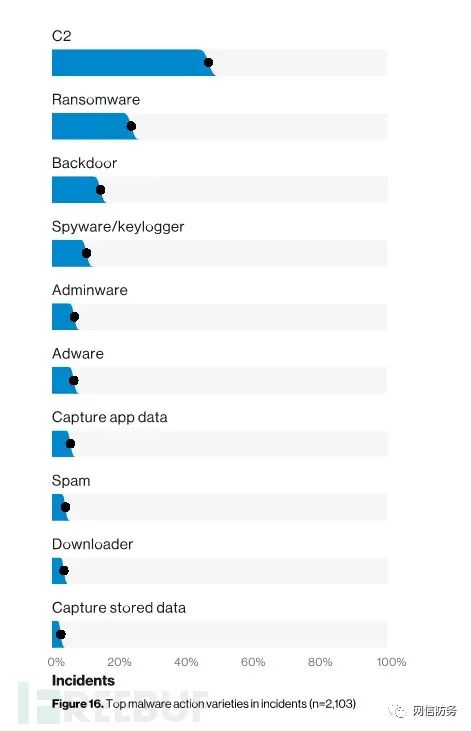 C2
Ransomware
Backdoor
Spyware/keylogger
Adminware
Adware
Capture app data
Spam
Downloader
Capture stored data
0% 20% 40% 60% 80% 100%
Incidents
Figure 16. Top malware action varieties in incidents (n=2,103)
FREEBUF
网信防务